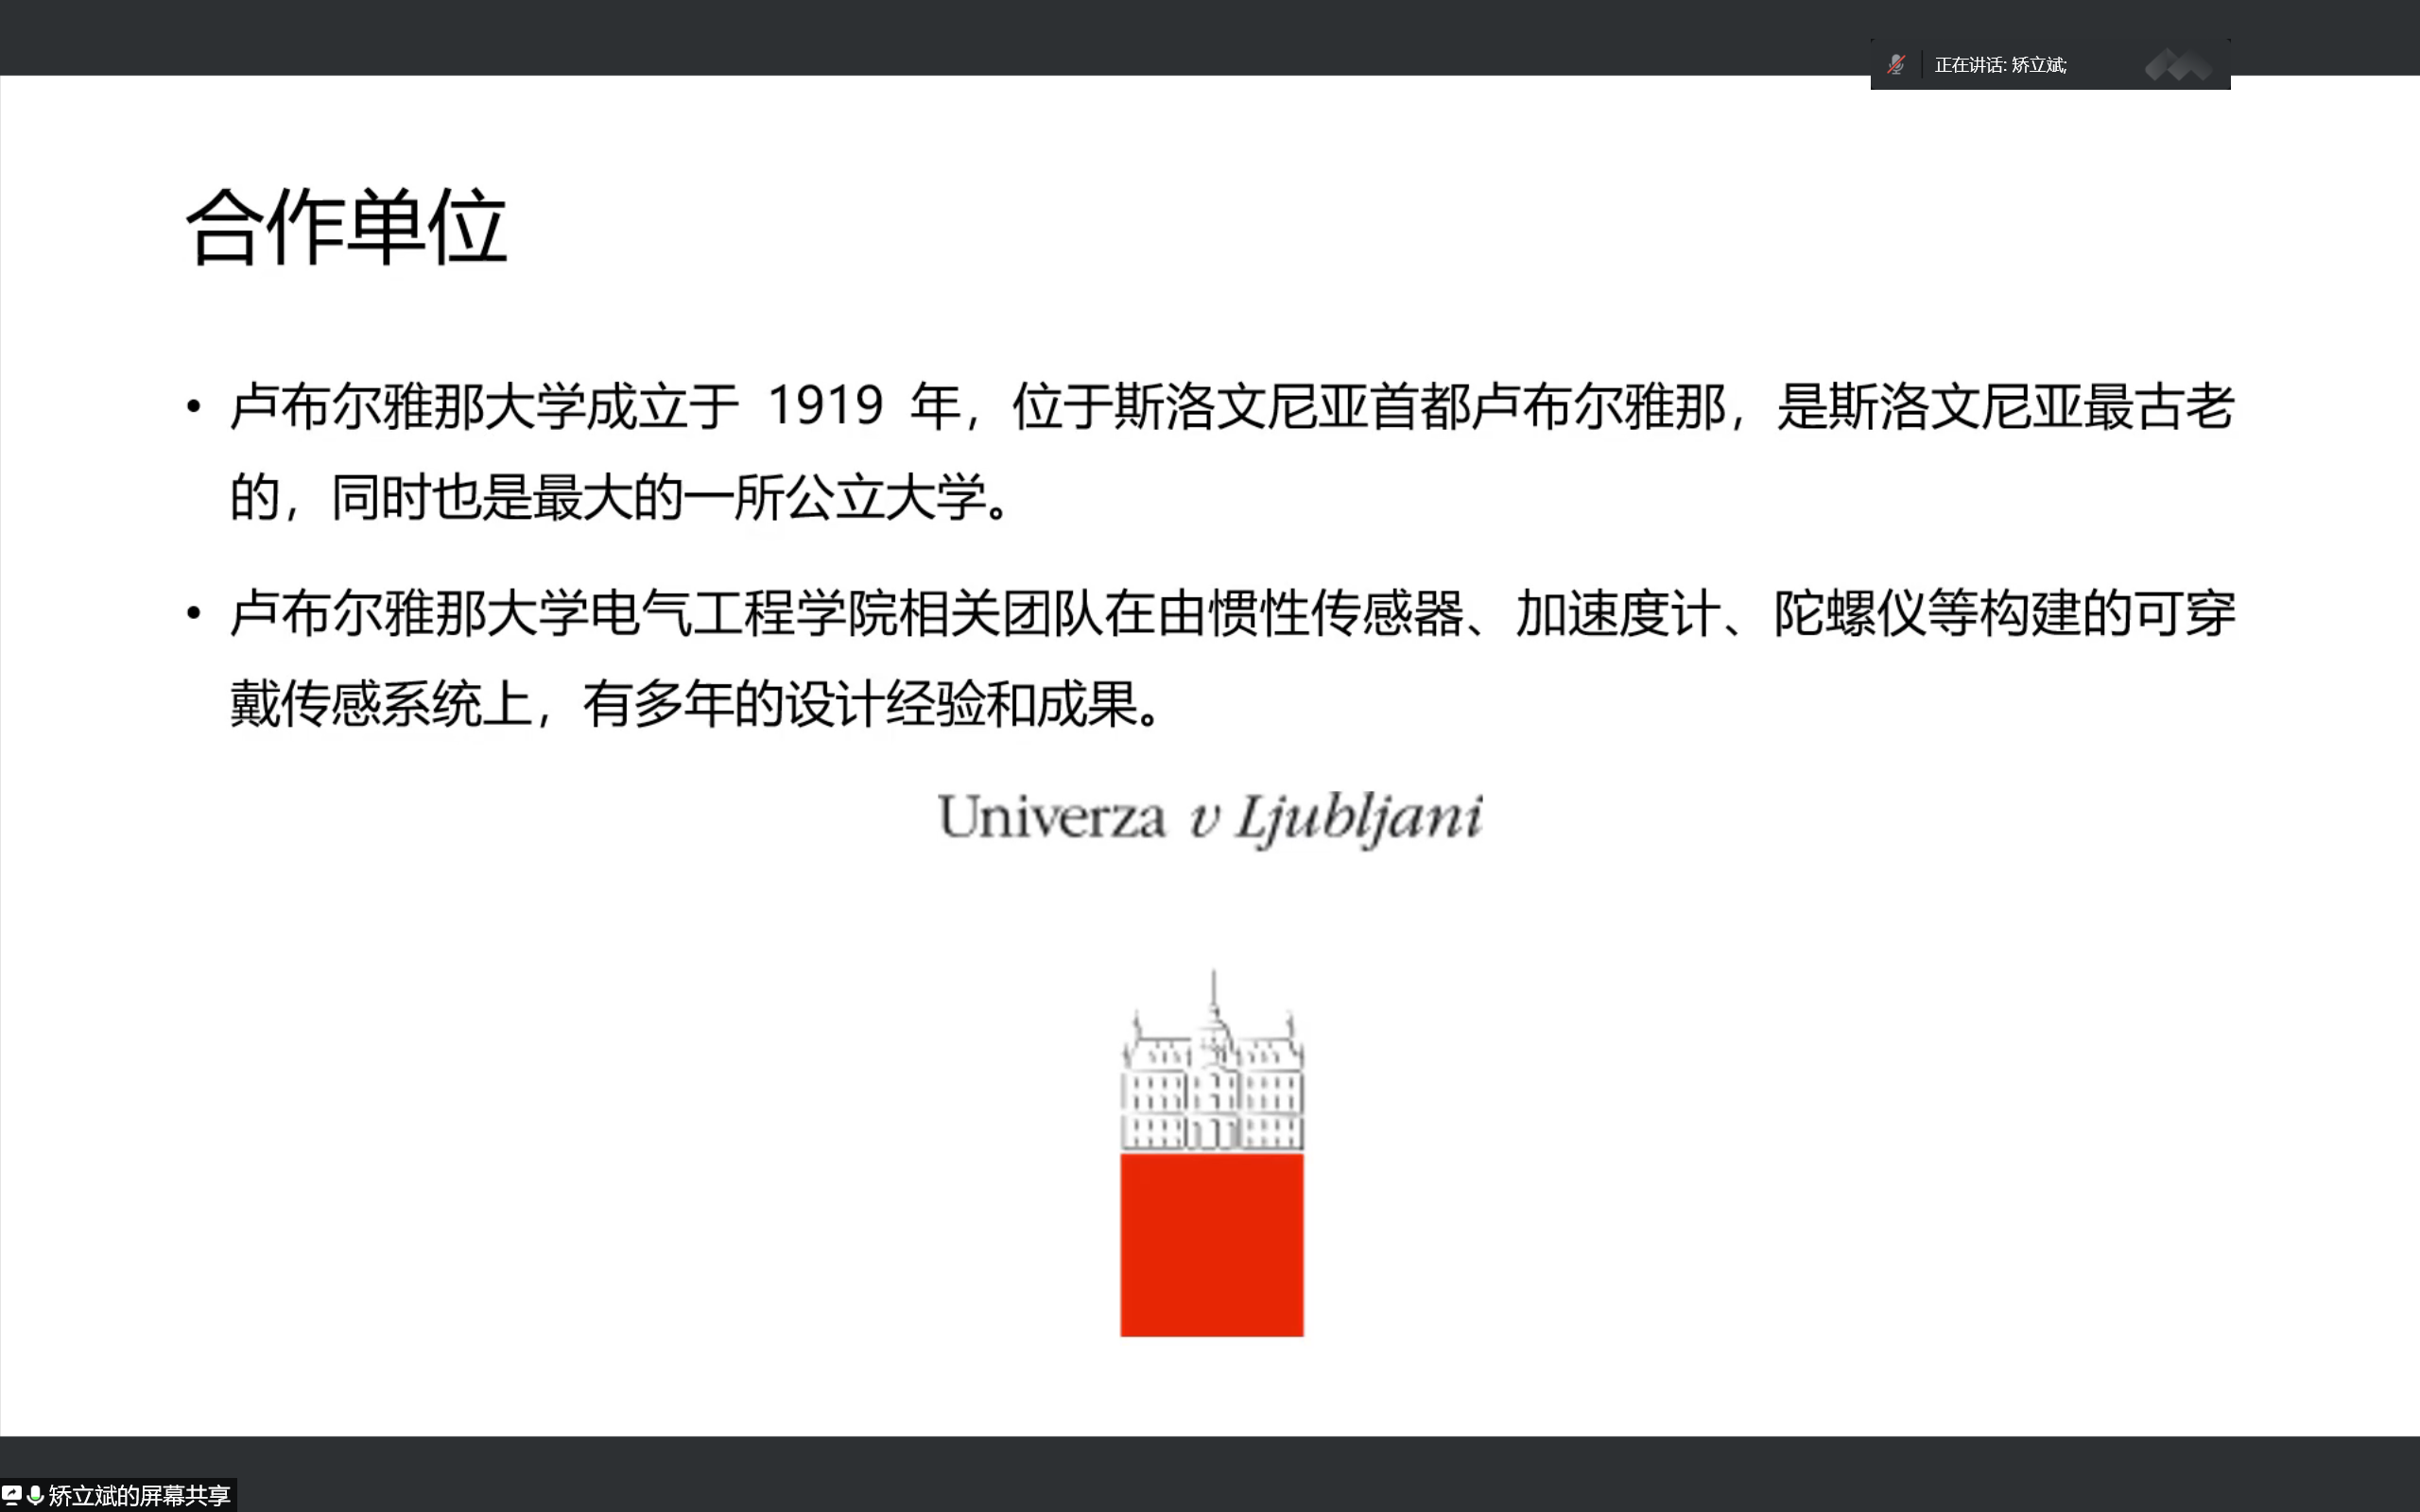 正在讲话: 矫立斌;
合作单位
• 卢布尔雅那大学成立于 1919 年，位于斯洛文尼亚首都卢布尔雅那，是斯洛文尼亚最古老
的，同时也是最大的一所公立大学。
• 卢布尔雅那大学电气工程学院相关团队在由惯性传感器、加速度计、陀螺仪等构建的可穿
戴传感系统上，有多年的设计经验和成果。
Univerza v Ljubljani
矫立斌的屏幕共享